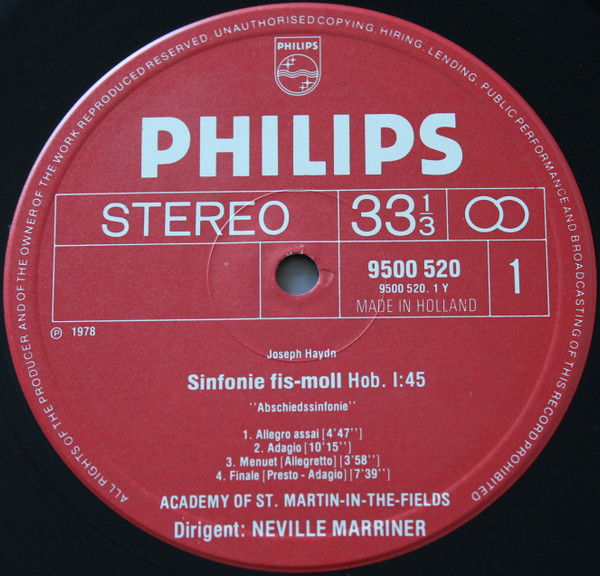 ALL RIGHTS OF THE PRODUCER AND OF THE OWNER OF THE WORK REPRODUCED RESERVED. UNAUTHORISED COPYING, HIRING, LENDING, PUBLIC PERFORMANCE AND BROADCASTING OF THIS RECORD PROHIBITED
PHILIPS
PHILIPS
STEREO 33 1/3
9500 520
9500 520. 1 Y
MADE IN HOLLAND
1
℗ 1978
Joseph Haydn
Sinfonie fis-moll Hob. I:45
''Abschiedssinfonie''
1. Allegro assai [4'47'']
2. Adagio [10'15'']
3. Menuet [Allegretto] [3'58'']
4. Finale [Presto - Adagio] [7'39'']
ACADEMY OF ST. MARTIN-IN-THE-FIELDS
Dirigent: NEVILLE MARRINER